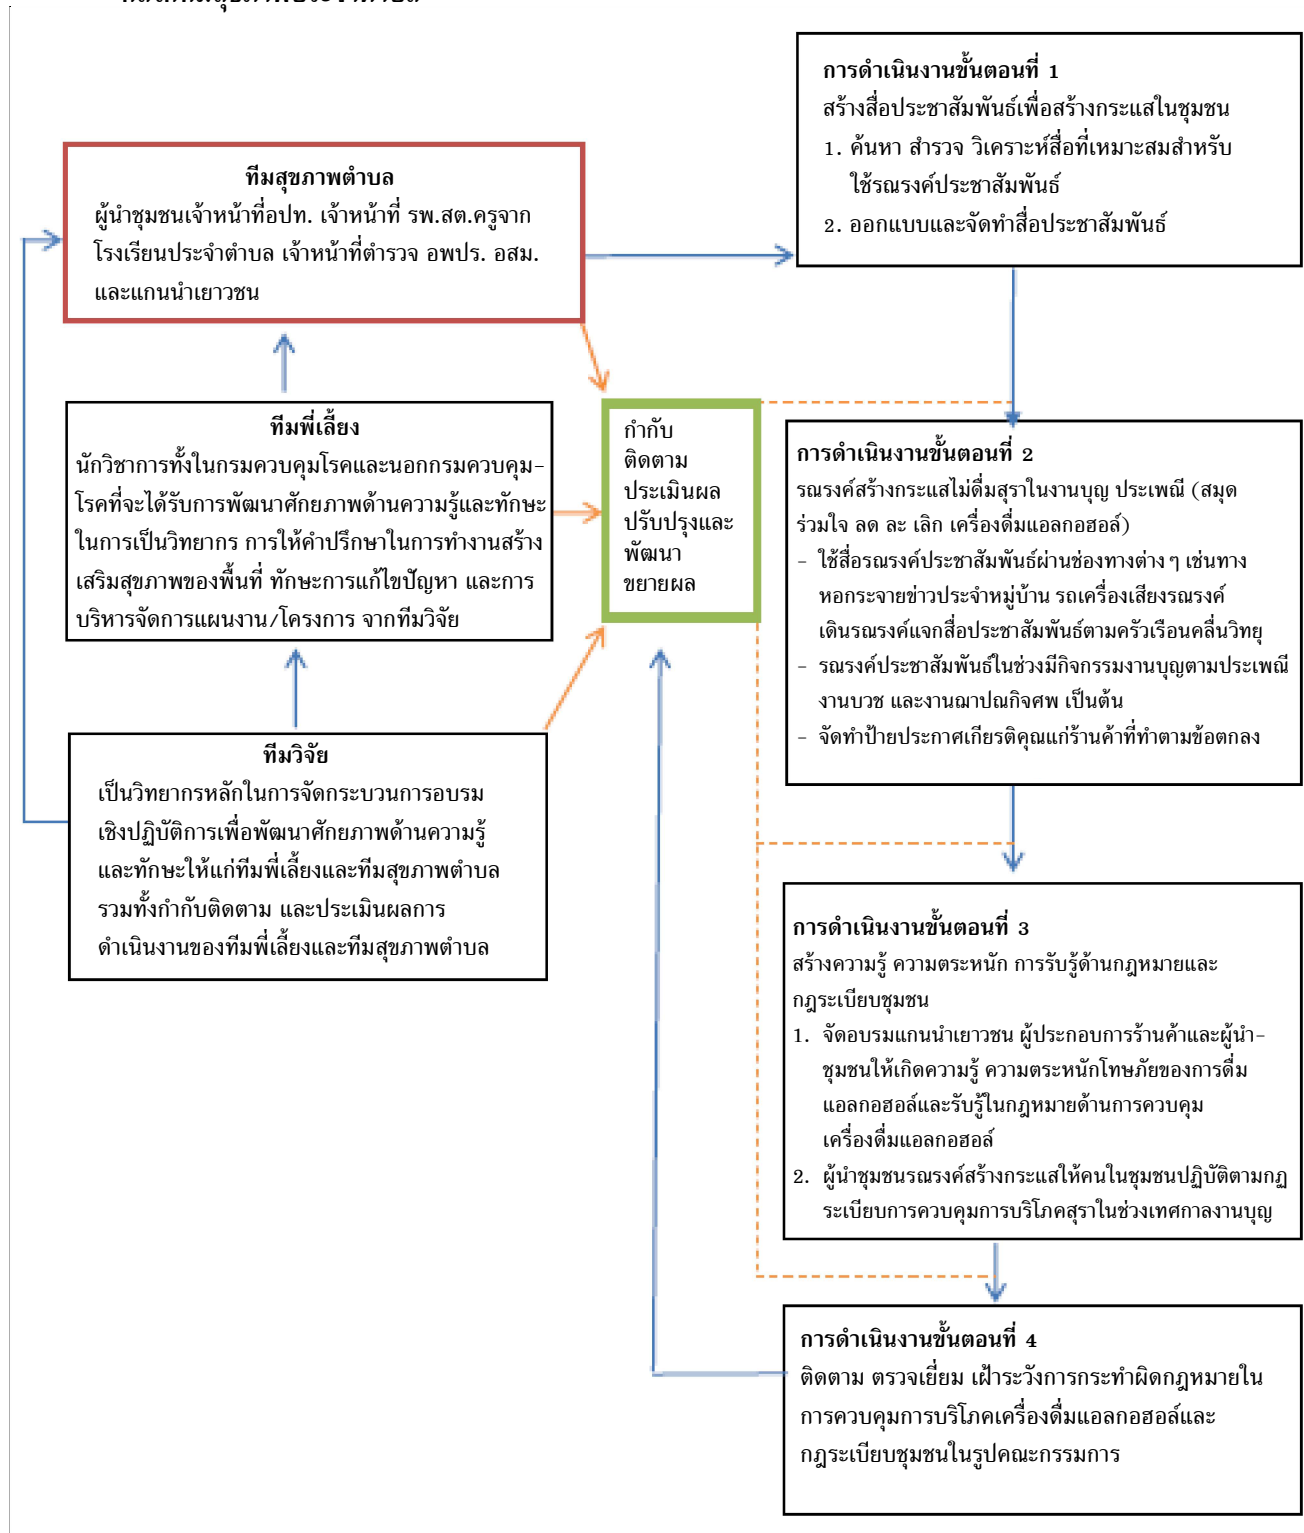 ทีมสุขภาพตำบล
ผู้นำชุมชนเจ้าหน้าที่อปท. เจ้าหน้าที่ รพ.สต.ครูจาก
โรงเรียนประจำตำบล เจ้าหน้าที่ตำรวจ อพปร. อสม.
และแกนนำเยาวชน
ทีมพี่เลี้ยง
นักวิชาการทั้งในกรมควบคุมโรคและนอกกรมควบคุม-
โรคที่จะได้รับการพัฒนาศักยภาพด้านความรู้และทักษะ
ในการเป็นวิทยากร การให้คำปรึกษาในการทำงานสร้าง
เสริมสุขภาพของพื้นที่ ทักษะการแก้ไขปัญหา และการ
บริหารจัดการแผนงาน/โครงการ จากทีมวิจัย
ทีมวิจัย
เป็นวิทยากรหลักในการจัดกระบวนการอบรม
เชิงปฏิบัติการเพื่อพัฒนาศักยภาพด้านความรู้
และทักษะให้แก่ทีมพี่เลี้ยงและทีมสุขภาพตำบล
รวมทั้งกำกับติดตาม และประเมินผลการ
ดำเนินงานของทีมพี่เลี้ยงและทีมสุขภาพตำบล
กำกับ
ติดตาม
ประเมินผล
ปรับปรุงและ
พัฒนา
ขยายผล
การดำเนินงานขั้นตอนที่ 1
สร้างสื่อประชาสัมพันธ์เพื่อสร้างกระแสในชุมชน
1. ค้นหา สำรวจ วิเคราะห์สื่อที่เหมาะสมสำหรับ
ใช้รณรงค์ประชาสัมพันธ์
2. ออกแบบและจัดทำสื่อประชาสัมพันธ์
การดำเนินงานขั้นตอนที่ 2
รณรงค์สร้างกระแสไม่ดื่มสุราในงานบุญ ประเพณี (สมุด
ร่วมใจ ลด ละ เลิก เครื่องดื่มแอลกอฮอล์)
- ใช้สื่อรณรงค์ประชาสัมพันธ์ผ่านช่องทางต่าง ๆ เช่นทาง
หอกระจายข่าวประจำหมู่บ้าน รถเครื่องเสียงรณรงค์
เดินรณรงค์แจกสื่อประชาสัมพันธ์ตามครัวเรือนคลื่นวิทยุ
- รณรงค์ประชาสัมพันธ์ในช่วงมีกิจกรรมงานบุญตามประเพณี
งานบวช และงานฌาปณกิจศพ เป็นต้น
- จัดทำป้ายประกาศเกียรติคุณแก่ร้านค้าที่ทำตามข้อตกลง
การดำเนินงานขั้นตอนที่ 3
สร้างความรู้ ความตระหนัก การรับรู้ด้านกฎหมายและ
กฎระเบียบชุมชน
1. จัดอบรมแกนนำเยาวชน ผู้ประกอบการร้านค้าและผู้นำ-
ชุมชนให้เกิดความรู้ ความตระหนักโทษภัยของการดื่ม
แอลกอฮอล์และรับรู้ในกฎหมายด้านการควบคุม
เครื่องดื่มแอลกอฮอล์
2. ผู้นำชุมชนรณรงค์สร้างกระแสให้คนในชุมชนปฏิบัติตามกฏ
ระเบียบการควบคุมการบริโภคสุราในช่วงเทศกาลงานบุญ
การดำเนินงานขั้นตอนที่ 4
ติดตาม ตรวจเยี่ยม เฝ้าระวังการกระทำผิดกฎหมายใน
การควบคุมการบริโภคเครื่องดื่มแอลกอฮอล์และ
กฎระเบียบชุมชนในรูปคณะกรรมการ